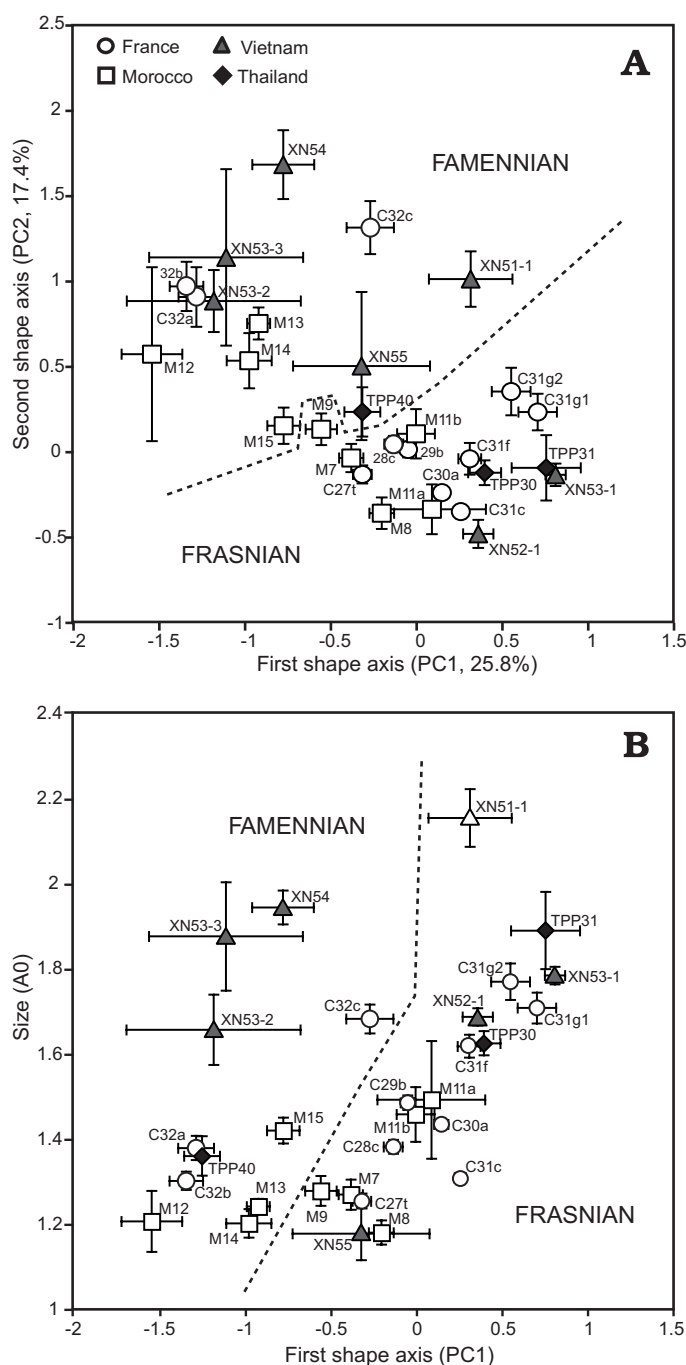 2.5
2
1.5
1
0.5
0
-0.5
-1
Second shape axis (PC2, 17.4%)
France
Vietnam
Morocco
Thailand
A
XN54
FAMENNIAN
C32c
XN53-3
XN51-1
32b
XN53-2
C32a
M13
M14
XN55
M12
C31g2
TPP40
C31g1
M9
M11b
M15
C31f
TPP31
M7
28c
29b
TPP30
C27t
C30a
XN53-1
M11a
M8
C31c
FRASNIAN
XN52-1
-2
-1.5
-1
-0.5
0
0.5
1
1.5
First shape axis (PC1, 25.8%)
2.4
2.2
2
1.8
1.6
1.4
1.2
1
Size (A0)
B
XN51-1
FAMENNIAN
XN54
TPP31
XN53-3
C31g2
XN53-1
C32c
XN52-1
C31g1
XN53-2
TPP30
C31f
C29b
M11a
M15
M11b
C30a
C32a
C28c
TPP40
C31c
C32b
M13
M7
M12
M9
C27t
M8
M14
FRASNIAN
XN55
-2
-1.5
-1
-0.5
0
0.5
1
1.5
First shape axis (PC1)